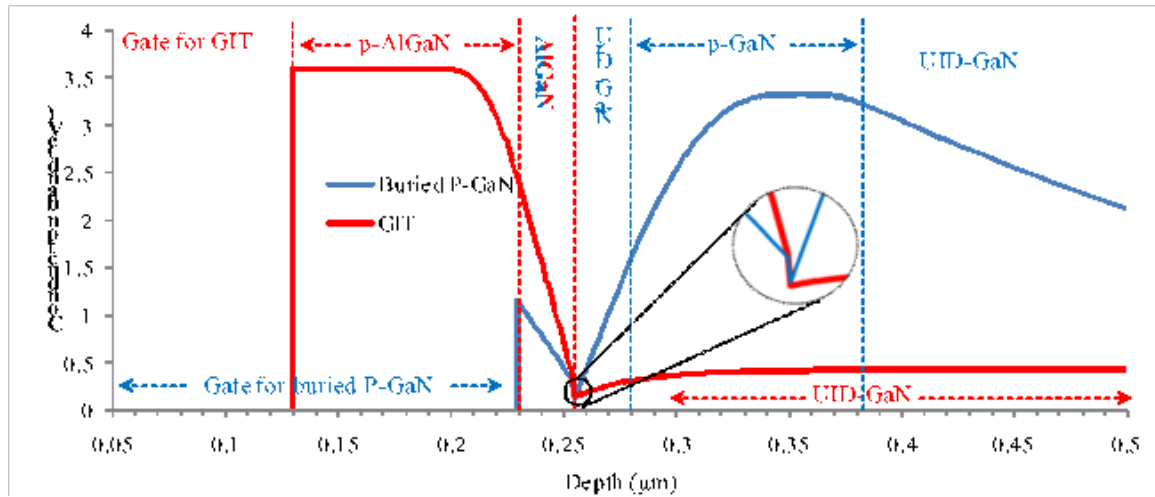 4
3.5
3
2.5
2
1.5
1
0.5
0
Gate for GIT
p-AlGaN
AlGaN
p-GaN
UID-GaN
Buried P-GaN
GIT
Gate for buried P-GaN
UID-GaN
0,05
0,1
0,15
0,2
0,25
0,3
0,35
0,4
0,45
0,5
Depth (µm)